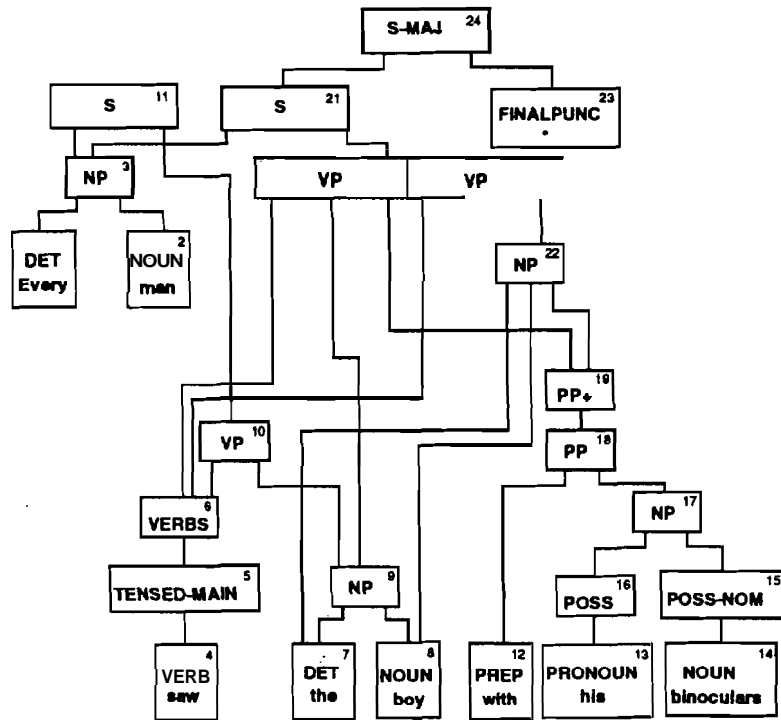 S-MAJ 24
S 11
S 21
FINALPUNC 23
.
NP 3
VP
VP
DET
Every
NOUN 2
man
NP 22
PP+ 19
VP 10
PP 18
VERBS 6
NP 17
TENSED-MAIN 5
NP 9
POSS 16
POSS-NOM 15
VERB 4
saw
DET 7
the
NOUN 8
boy
PREP 12
with
PRONOUN 13
his
NOUN 14
binoculars